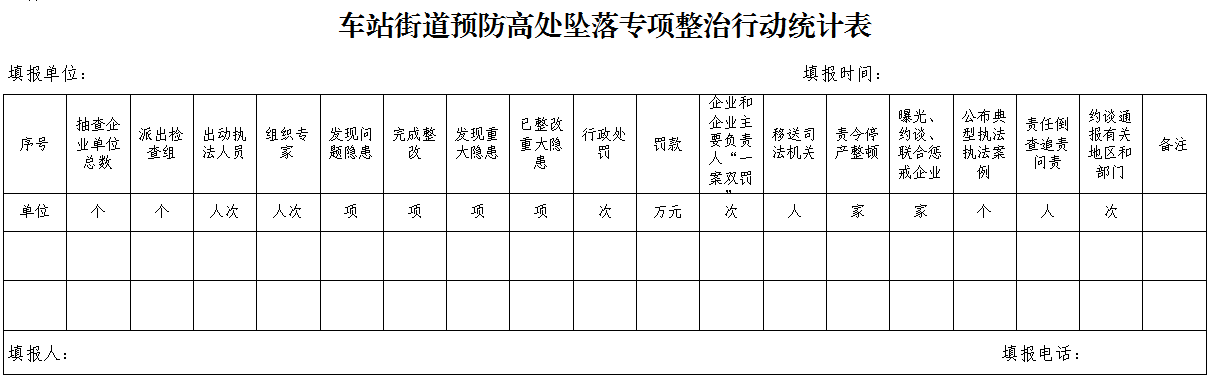 车站街道预防高处坠落专项整治行动统计表
填报单位：
填报时间：
序号
抽查企
业单位
总数
派出检
查组
出动执
法人员
组织专
家
发现问
题隐患
完成整
改
发现重
大隐患
已整改
重大隐
患
行政处
罚
罚款
企业和
企业主
要负责
人“一
案双罚
”
移送司
法机关
责令停
产整顿
曝光、
约谈、
联合惩
戒企业
公布典
型执法
执法案
例
责任倒
查追责
问责
约谈通
报有关
地区和
部门
备注
单位
个
个
人次
人次
项
项
项
项
次
万元
次
人
家
家
个
人
次
填报人：
填报电话：